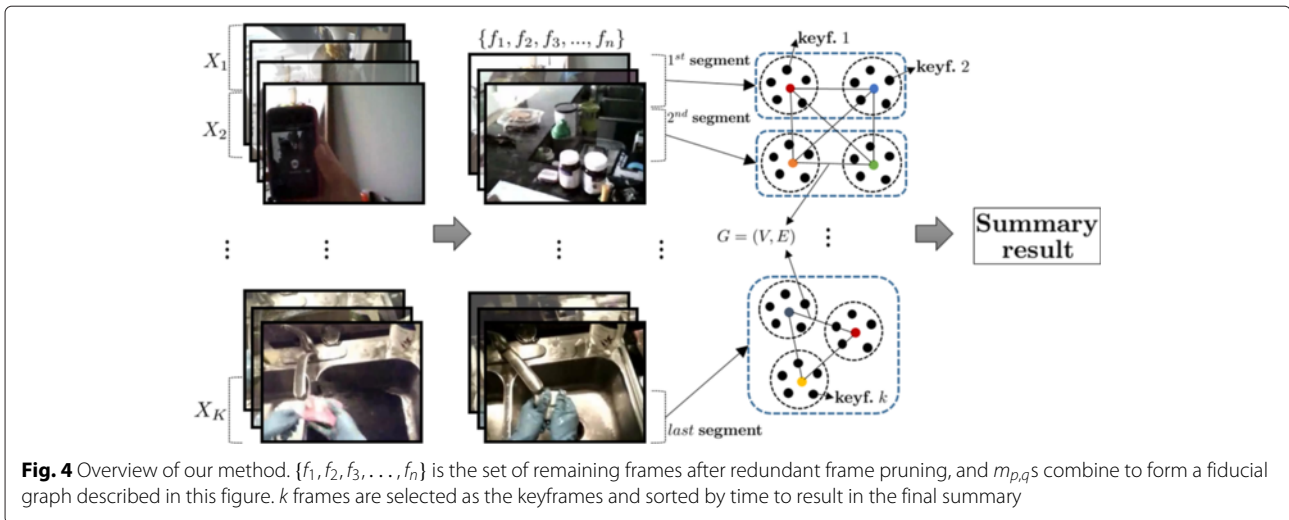 {f₁, f₂, f₃, ..., fₙ}
X₁
X₂
1ˢᵗ segment
2ⁿᵈ segment
keyf. 1
keyf. 2
⋮ ⋮ ⋮ ⋮
G = (V, E) ⋮
Summary
result
X_K
last segment
keyf. k
Fig. 4 Overview of our method. {f₁, f₂, f₃, . . . , fₙ} is the set of remaining frames after redundant frame pruning, and m_{p,q}s combine to form a fiducial
graph described in this figure. k frames are selected as the keyframes and sorted by time to result in the final summary